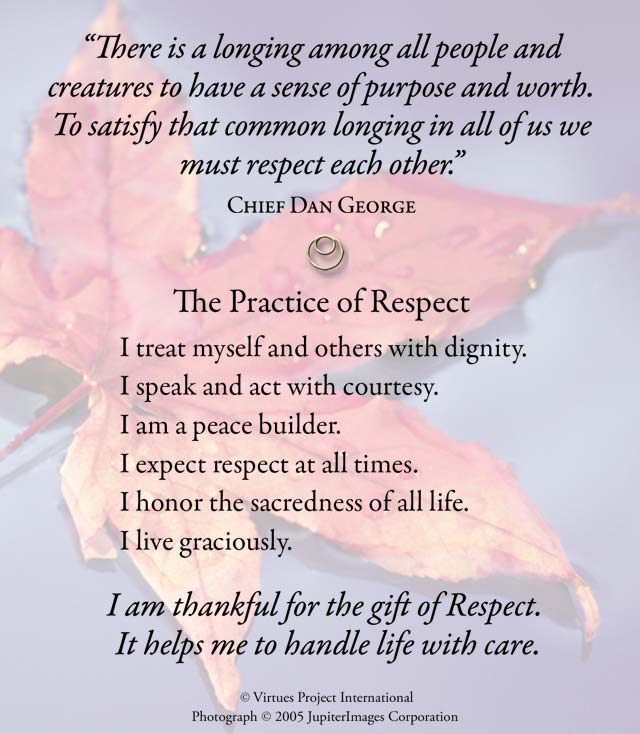 “There is a longing among all people and
creatures to have a sense of purpose and worth.
To satisfy that common longing in all of us we
must respect each other.”
Chief Dan George
The Practice of Respect
I treat myself and others with dignity.
I speak and act with courtesy.
I am a peace builder.
I expect respect at all times.
I honor the sacredness of all life.
I live graciously.
I am thankful for the gift of Respect.
It helps me to handle life with care.
© Virtues Project International
Photograph © 2005 JupiterImages Corporation